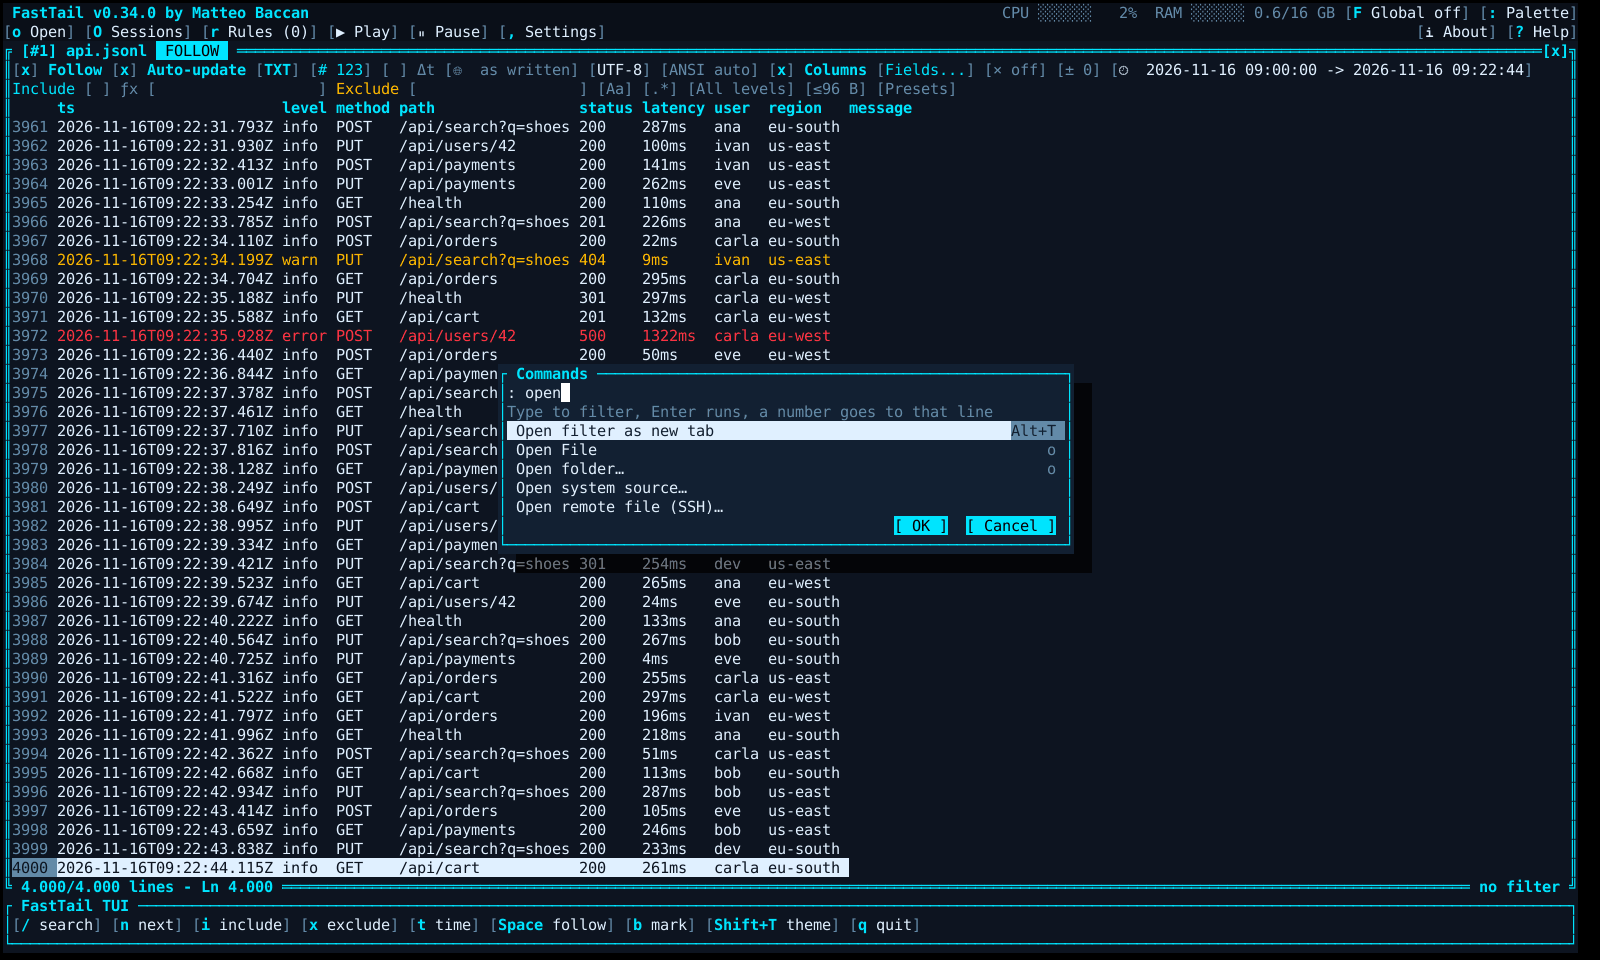 FastTail v0.34.0 by Matteo Baccan CPU 2% RAM 0.6/16 GB [F Global off] [: Palette]
[o Open] [O Sessions] [r Rules (0)] [▶ Play] [⏸ Pause] [, Settings] [i About] [? Help]
[#1] api.jsonl FOLLOW [x]
[x] Follow [x] Auto-update [TXT] [# 123] [ ] Δt [⊕ as written] [UTF-8] [ANSI auto] [x] Columns [Fields...] [× off] [± 0] [⏲ 2026-11-16 09:00:00 -> 2026-11-16 09:22:44]
Include [ ] ƒx [ ] Exclude [ ] [Aa] [.*] [All levels] [≤96 B] [Presets]
ts level method path status latency user region message
3961 2026-11-16T09:22:31.793Z info POST /api/search?q=shoes 200 287ms ana eu-south
3962 2026-11-16T09:22:31.930Z info PUT /api/users/42 200 100ms ivan us-east
3963 2026-11-16T09:22:32.413Z info POST /api/payments 200 141ms ivan us-east
3964 2026-11-16T09:22:33.001Z info PUT /api/payments 200 262ms eve us-east
3965 2026-11-16T09:22:33.254Z info GET /health 200 110ms ana eu-south
3966 2026-11-16T09:22:33.785Z info POST /api/search?q=shoes 201 226ms ana eu-west
3967 2026-11-16T09:22:34.110Z info POST /api/orders 200 22ms carla eu-south
3968 2026-11-16T09:22:34.199Z warn PUT /api/search?q=shoes 404 9ms ivan us-east
3969 2026-11-16T09:22:34.704Z info GET /api/orders 200 295ms carla eu-south
3970 2026-11-16T09:22:35.188Z info PUT /health 301 297ms carla eu-west
3971 2026-11-16T09:22:35.588Z info GET /api/cart 201 132ms carla eu-west
3972 2026-11-16T09:22:35.928Z error POST /api/users/42 500 1322ms carla eu-west
3973 2026-11-16T09:22:36.440Z info POST /api/orders 200 50ms eve eu-west
3974 2026-11-16T09:22:36.844Z info GET /api/paymen
3975 2026-11-16T09:22:37.378Z info POST /api/search
3976 2026-11-16T09:22:37.461Z info GET /health
3977 2026-11-16T09:22:37.710Z info PUT /api/search
3978 2026-11-16T09:22:37.816Z info POST /api/search
3979 2026-11-16T09:22:38.128Z info GET /api/paymen
3980 2026-11-16T09:22:38.249Z info POST /api/users/
3981 2026-11-16T09:22:38.649Z info POST /api/cart
3982 2026-11-16T09:22:38.995Z info PUT /api/users/
3983 2026-11-16T09:22:39.334Z info GET /api/paymen
Commands
: open
Type to filter, Enter runs, a number goes to that line
Open filter as new tab Alt+T
Open File o
Open folder… o
Open system source…
Open remote file (SSH)…
[ OK ] [ Cancel ]
3984 2026-11-16T09:22:39.421Z info PUT /api/search?q=shoes 301 254ms dev us-east
3985 2026-11-16T09:22:39.523Z info GET /api/cart 200 265ms ana eu-west
3986 2026-11-16T09:22:39.674Z info PUT /api/users/42 200 24ms eve eu-south
3987 2026-11-16T09:22:40.222Z info GET /health 200 133ms ana eu-south
3988 2026-11-16T09:22:40.564Z info PUT /api/search?q=shoes 200 267ms bob eu-south
3989 2026-11-16T09:22:40.725Z info PUT /api/payments 200 4ms eve eu-south
3990 2026-11-16T09:22:41.316Z info GET /api/orders 200 255ms carla us-east
3991 2026-11-16T09:22:41.522Z info GET /api/cart 200 297ms carla eu-west
3992 2026-11-16T09:22:41.797Z info GET /api/orders 200 196ms ivan eu-west
3993 2026-11-16T09:22:41.996Z info GET /health 200 218ms ana eu-south
3994 2026-11-16T09:22:42.362Z info POST /api/search?q=shoes 200 51ms carla us-east
3995 2026-11-16T09:22:42.668Z info GET /api/cart 200 113ms bob eu-south
3996 2026-11-16T09:22:42.934Z info PUT /api/search?q=shoes 200 287ms bob us-east
3997 2026-11-16T09:22:43.414Z info POST /api/orders 200 105ms eve us-east
3998 2026-11-16T09:22:43.659Z info GET /api/payments 200 246ms bob us-east
3999 2026-11-16T09:22:43.838Z info PUT /api/search?q=shoes 200 233ms dev eu-south
4000 2026-11-16T09:22:44.115Z info GET /api/cart 200 261ms carla eu-south
4.000/4.000 lines - Ln 4.000 no filter
FastTail TUI
[/ search] [n next] [i include] [x exclude] [t time] [Space follow] [b mark] [Shift+T theme] [q quit]